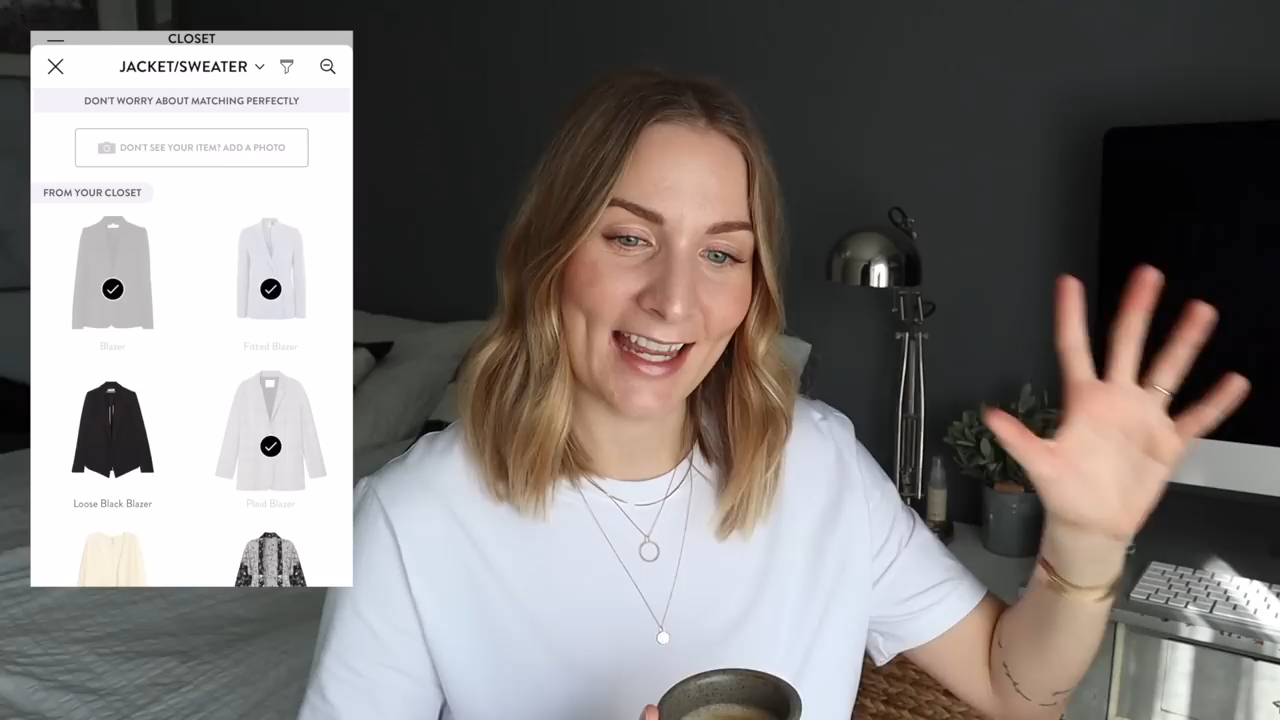 CLOSET
JACKET/SWEATER
DON'T WORRY ABOUT MATCHING PERFECTLY
DON'T SEE YOUR ITEM? ADD A PHOTO
FROM YOUR CLOSET
Blazer
Fitted Blazer
Loose Black Blazer
Plaid Blazer